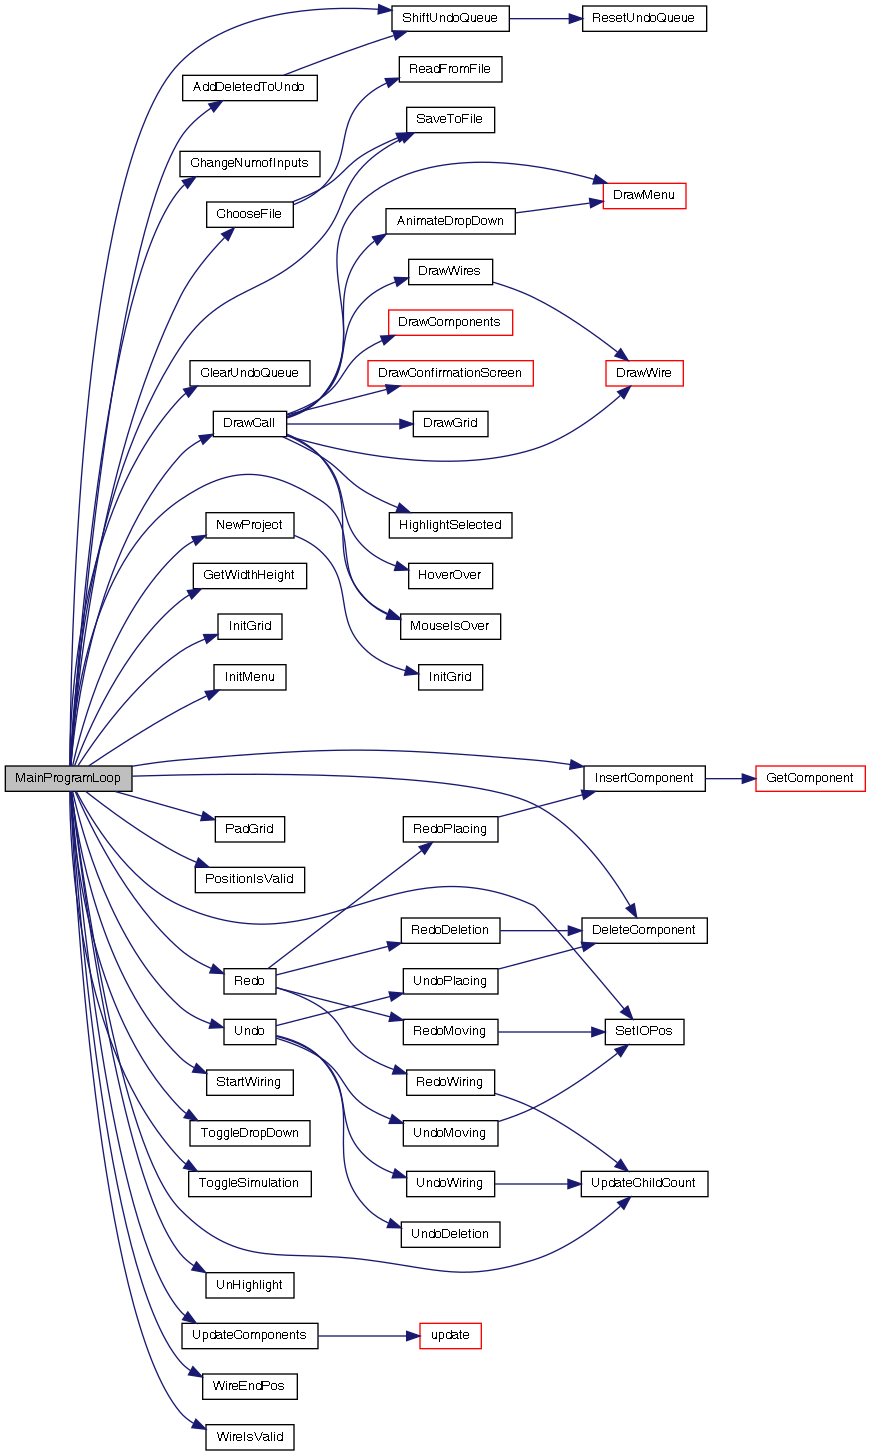 ShiftUndoQueue
ResetUndoQueue
ReadFromFile
AddDeletedToUndo
SaveToFile
ChangeNumofInputs
DrawMenu
ChooseFile
AnimateDropDown
DrawWires
DrawComponents
ClearUndoQueue
DrawConfirmationScreen
DrawWire
DrawCall
DrawGrid
NewProject
HighlightSelected
GetWidthHeight
HoverOver
InitGrid
MouseIsOver
InitMenu
InitGrid
MainProgramLoop
InsertComponent
GetComponent
PadGrid
RedoPlacing
PositionIsValid
RedoDeletion
DeleteComponent
Redo
UndoPlacing
Undo
RedoMoving
SetIOPos
StartWiring
RedoWiring
ToggleDropDown
UndoMoving
ToggleSimulation
UndoWiring
UpdateChildCount
UndoDeletion
UnHighlight
UpdateComponents
update
WireEndPos
WireIsValid